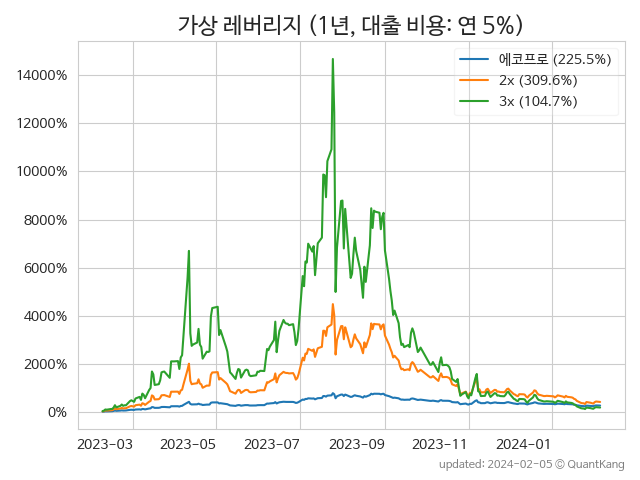 가상 레버리지 (1년, 대출 비용: 연 5%)
에코프로 (225.5%)
2x (309.6%)
3x (104.7%)
14000%
12000%
10000%
8000%
6000%
4000%
2000%
0%
2023-03 2023-05 2023-07 2023-09 2023-11 2024-01
updated: 2024-02-05 © QuantKang